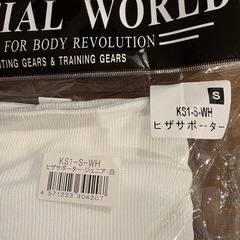 IAL WORLD
FOR BODY REVOLUTION
TING GEARS & TRAINING GEARS
S
KS1-S-WH
ヒザサポーター
KS1-S-WH
ヒザサポーター・ジュニア・白
4 571223 304207